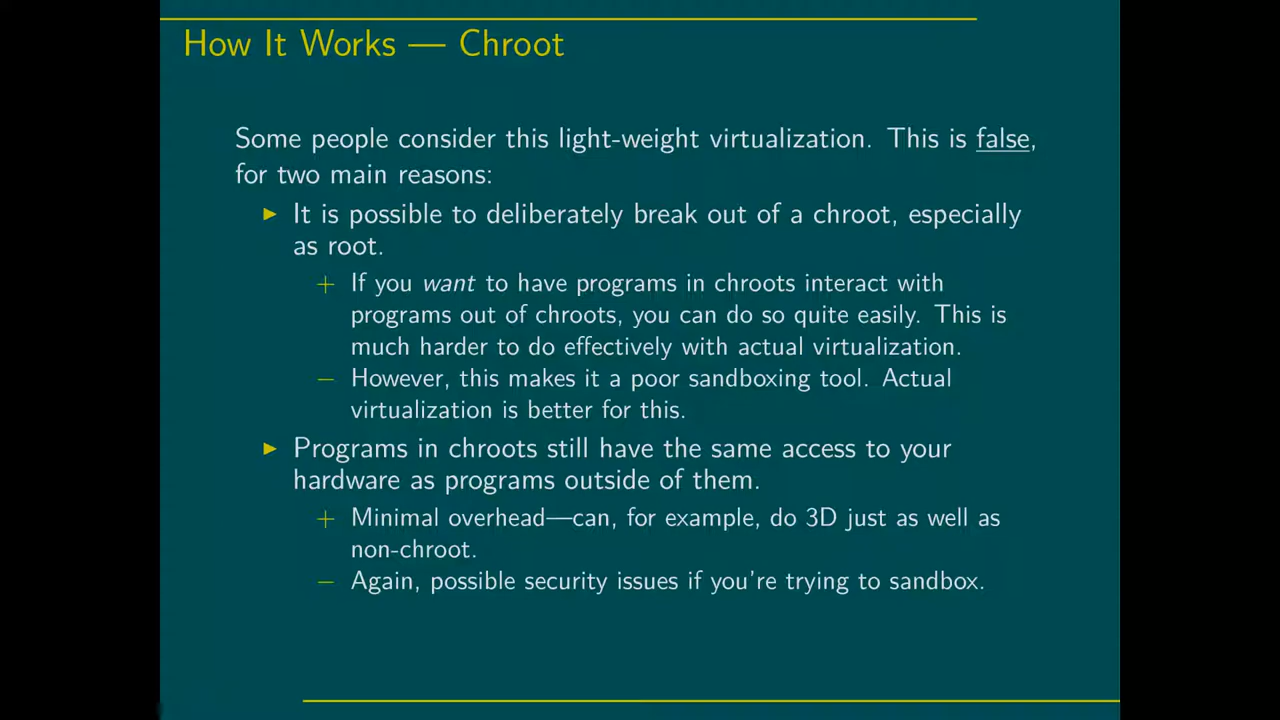 How It Works — Chroot
Some people consider this light-weight virtualization. This is false,
for two main reasons:
▶ It is possible to deliberately break out of a chroot, especially
as root.
+ If you want to have programs in chroots interact with
programs out of chroots, you can do so quite easily. This is
much harder to do effectively with actual virtualization.
− However, this makes it a poor sandboxing tool. Actual
virtualization is better for this.
▶ Programs in chroots still have the same access to your
hardware as programs outside of them.
+ Minimal overhead—can, for example, do 3D just as well as
non-chroot.
− Again, possible security issues if you're trying to sandbox.